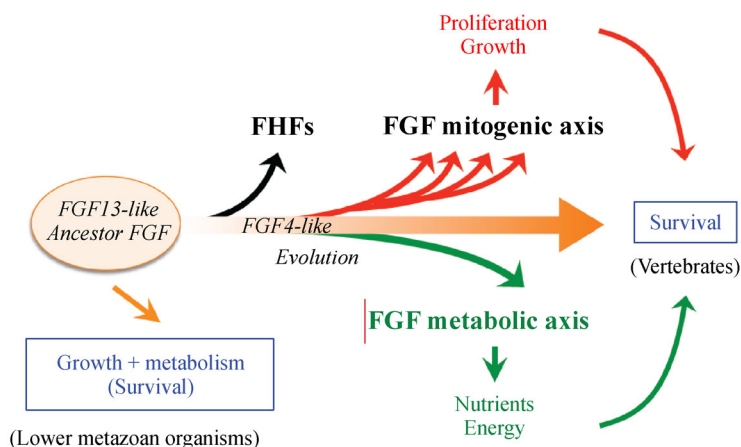 Proliferation
Growth
FHFs
FGF mitogenic axis
FGF13-like
Ancestor FGF
FGF4-like
Evolution
Survival
(Vertebrates)
FGF metabolic axis
Growth + metabolism
(Survival)
Nutrients
Energy
(Lower metazoan organisms)